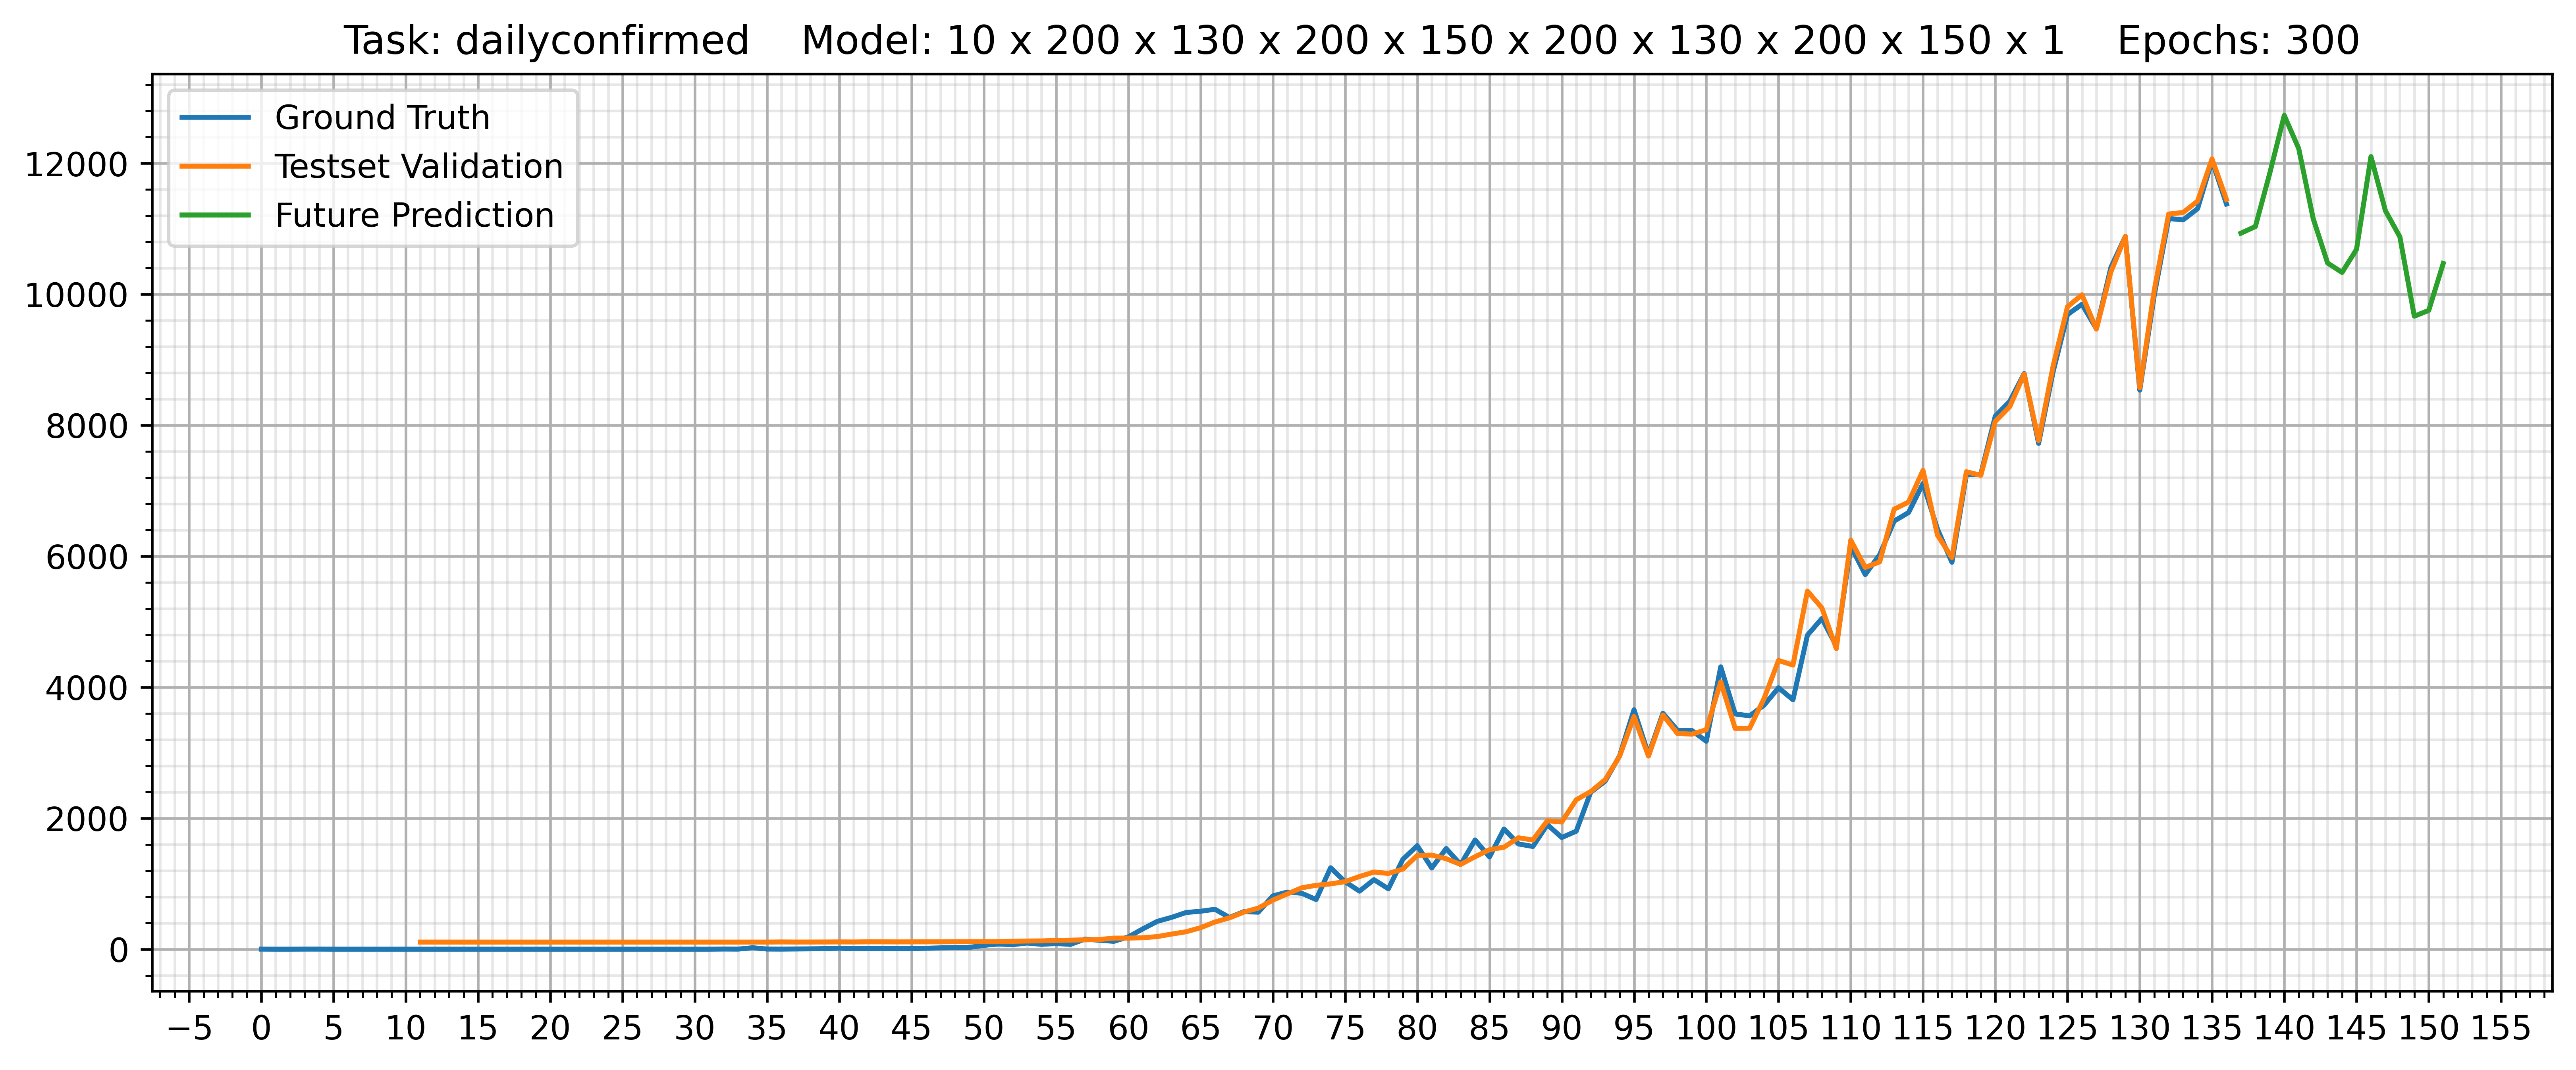 Task: dailyconfirmed    Model: 10 x 200 x 130 x 200 x 150 x 200 x 130 x 200 x 150 x 1    Epochs: 300
Ground Truth
Testset Validation
Future Prediction
12000
10000
8000
6000
4000
2000
0
−5 0 5 10 15 20 25 30 35 40 45 50 55 60 65 70 75 80 85 90 95 100 105 110 115 120 125 130 135 140 145 150 155